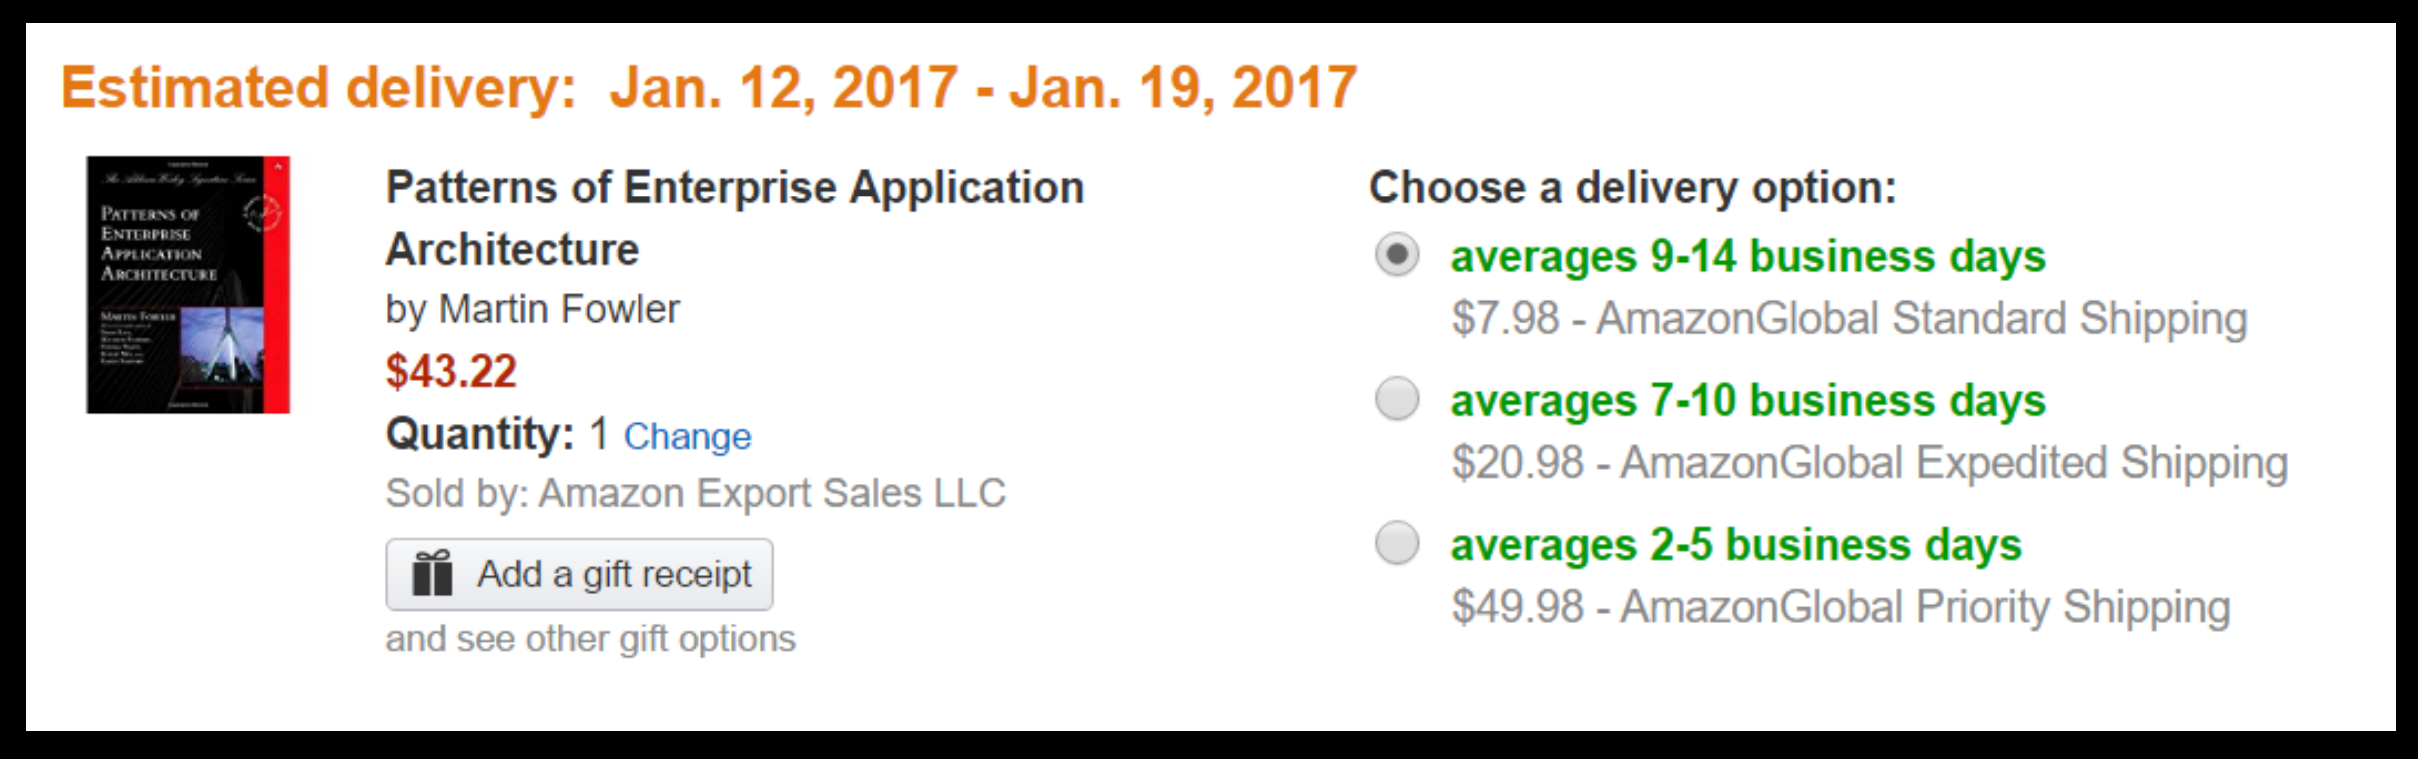 Estimated delivery: Jan. 12, 2017 - Jan. 19, 2017
PATTERNS OF
ENTERPRISE
APPLICATION
ARCHITECTURE
MARTIN FOWLER
Patterns of Enterprise Application
Architecture
by Martin Fowler
$43.22
Quantity: 1 Change
Sold by: Amazon Export Sales LLC
Add a gift receipt
and see other gift options
Choose a delivery option:
averages 9-14 business days
$7.98 - AmazonGlobal Standard Shipping
averages 7-10 business days
$20.98 - AmazonGlobal Expedited Shipping
averages 2-5 business days
$49.98 - AmazonGlobal Priority Shipping